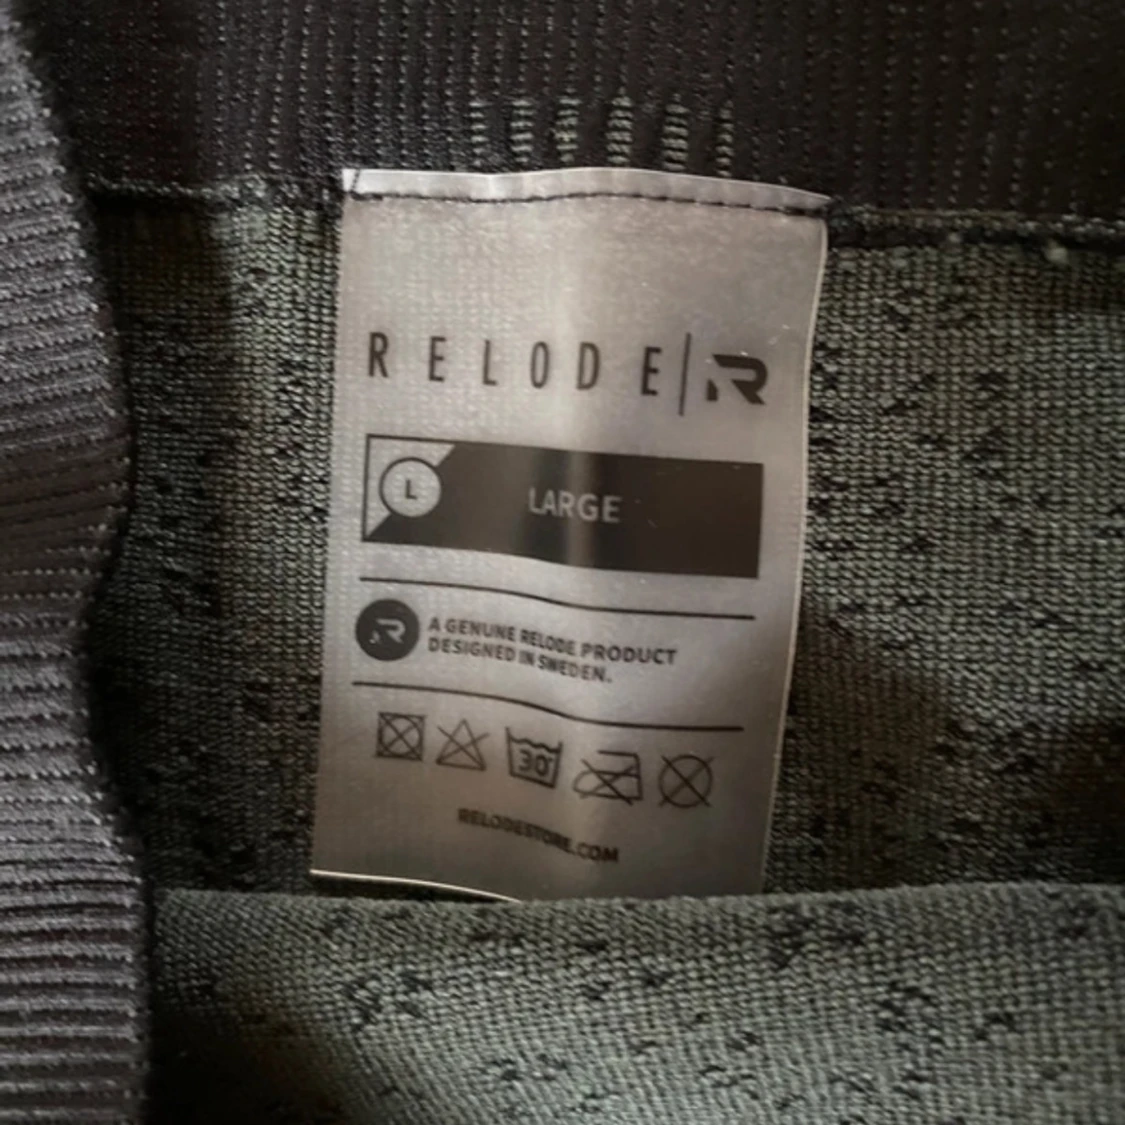 RELODE
L LARGE
A GENUINE RELODE PRODUCT
DESIGNED IN SWEDEN.
30
RELODESTORE.COM